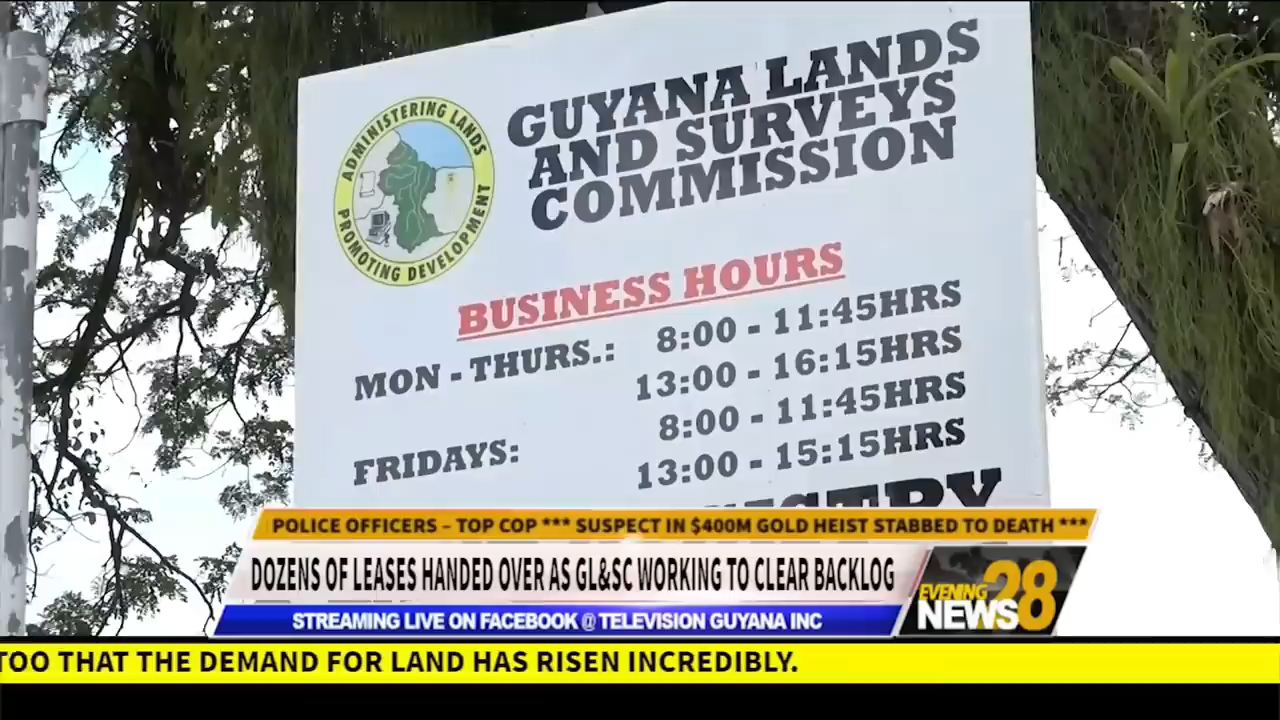 ADMINISTERING LANDS
PROMOTING DEVELOPMENT
GUYANA LANDS
AND SURVEYS
COMMISSION
BUSINESS HOURS
MON - THURS.: 8:00 - 11:45HRS
13:00 - 16:15HRS
FRIDAYS: 8:00 - 11:45HRS
13:00 - 15:15HRS
POLICE OFFICERS – TOP COP *** SUSPECT IN $400M GOLD HEIST STABBED TO DEATH ***
DOZENS OF LEASES HANDED OVER AS GL&SC WORKING TO CLEAR BACKLOG
STREAMING LIVE ON FACEBOOK @ TELEVISION GUYANA INC
EVENING
NEWS 28
TOO THAT THE DEMAND FOR LAND HAS RISEN INCREDIBLY.